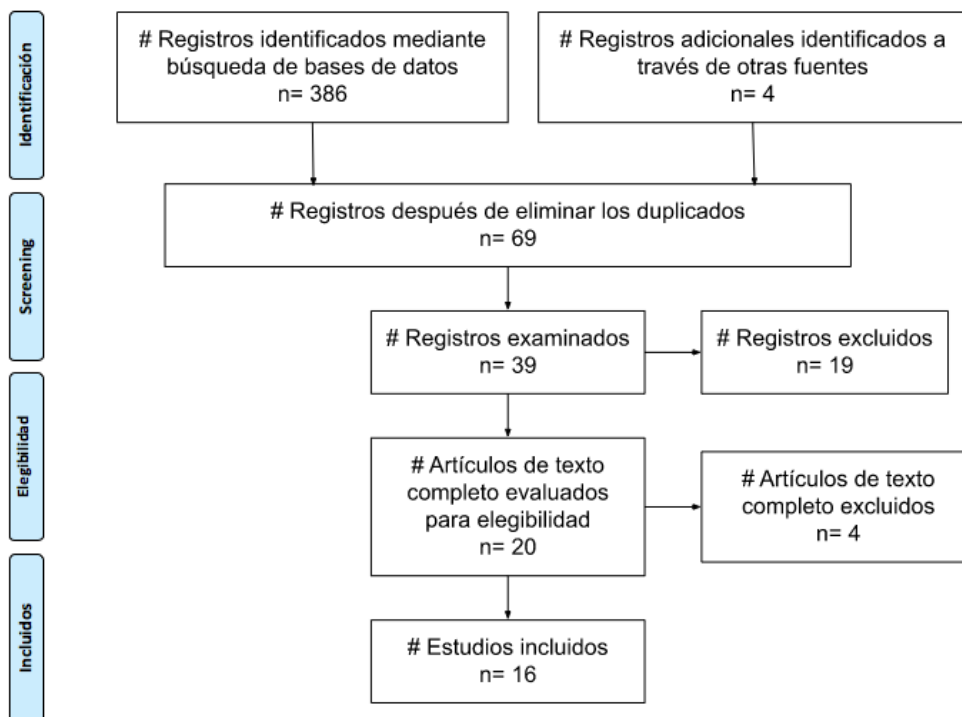 Identificación
# Registros identificados mediante
búsqueda de bases de datos
n= 386
# Registros adicionales identificados a
través de otras fuentes
n= 4
Screening
# Registros después de eliminar los duplicados
n= 69
# Registros examinados
n= 39
# Registros excluidos
n= 19
Elegibilidad
# Artículos de texto
completo evaluados
para elegibilidad
n= 20
# Artículos de texto
completo excluidos
n= 4
Incluidos
# Estudios incluidos
n= 16